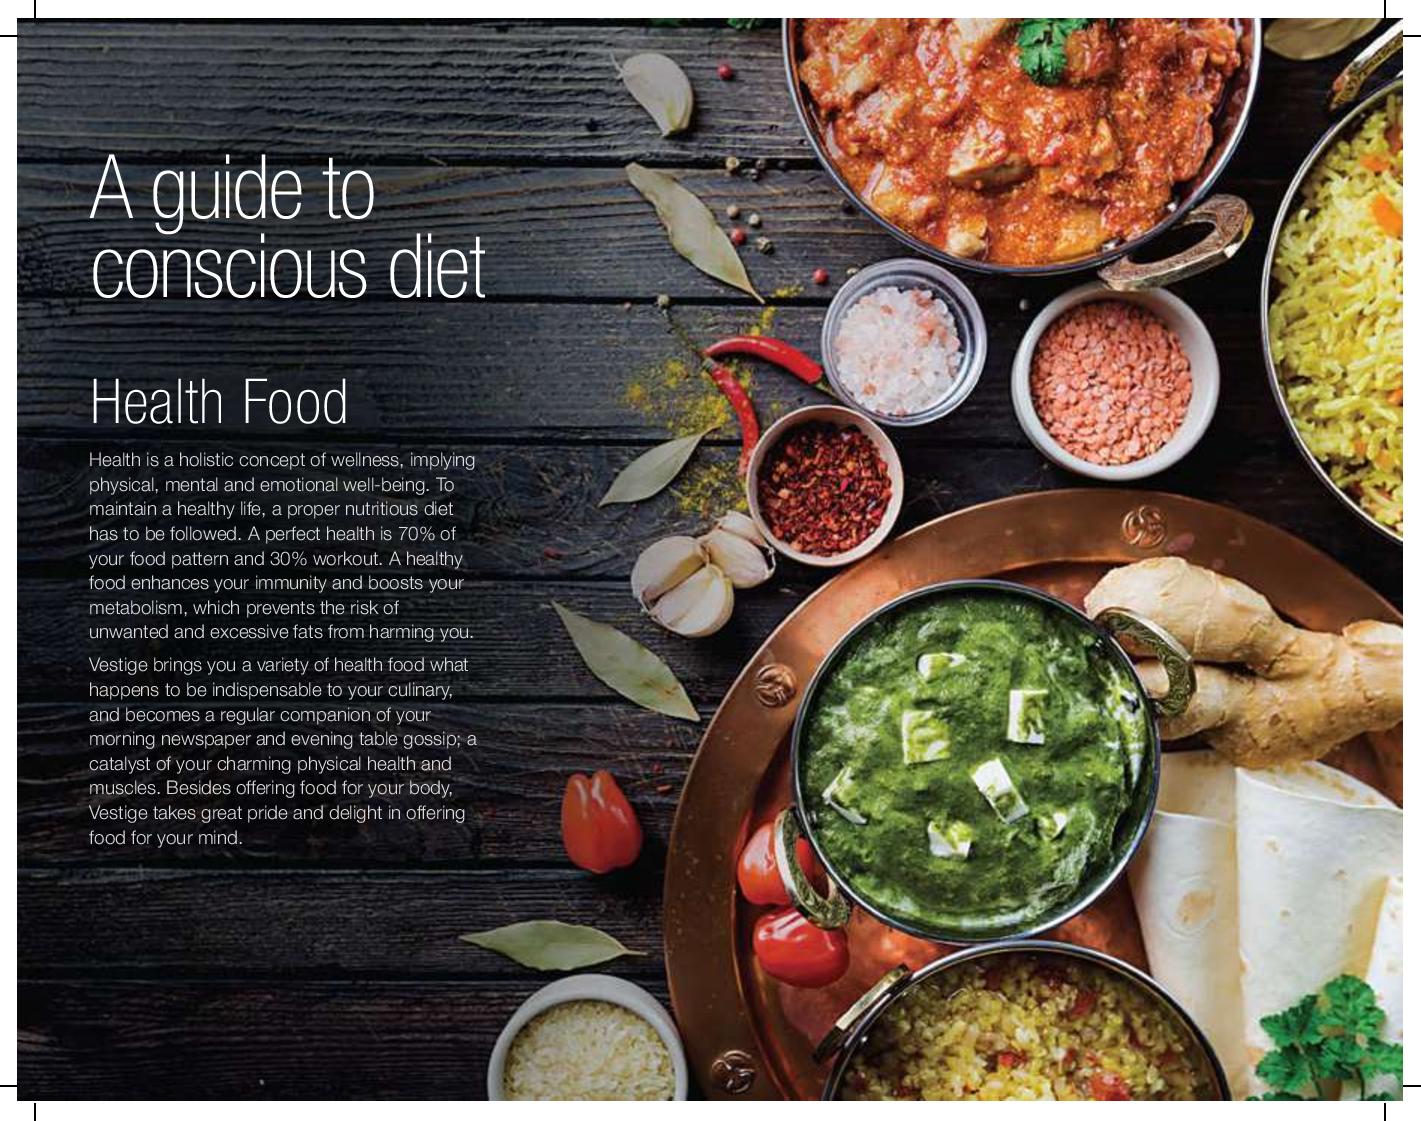 A guide to
conscious diet
Health Food
Health is a holistic concept of wellness, implying
physical, mental and emotional well-being. To
maintain a healthy life, a proper nutritious diet
has to be followed. A perfect health is 70% of
your food pattern and 30% workout. A healthy
food enhances your immunity and boosts your
metabolism, which prevents the risk of
unwanted and excessive fats from harming you.
Vestige brings you a variety of health food what
happens to be indispensable to your culinary,
and becomes a regular companion of your
morning newspaper and evening table gossip; a
catalyst of your charming physical health and
muscles. Besides offering food for your body,
Vestige takes great pride and delight in offering
food for your mind.